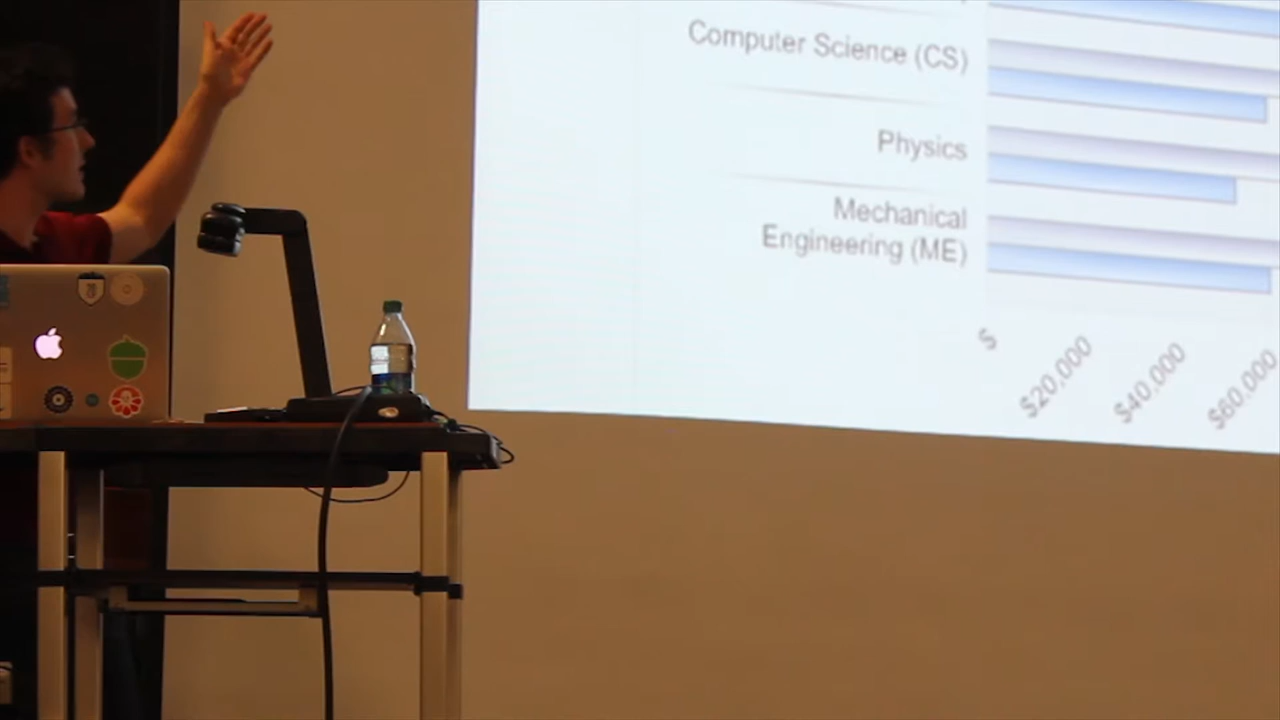 Computer Science (CS)
Physics
Mechanical
Engineering (ME)
$
$20,000
$40,000
$60,000